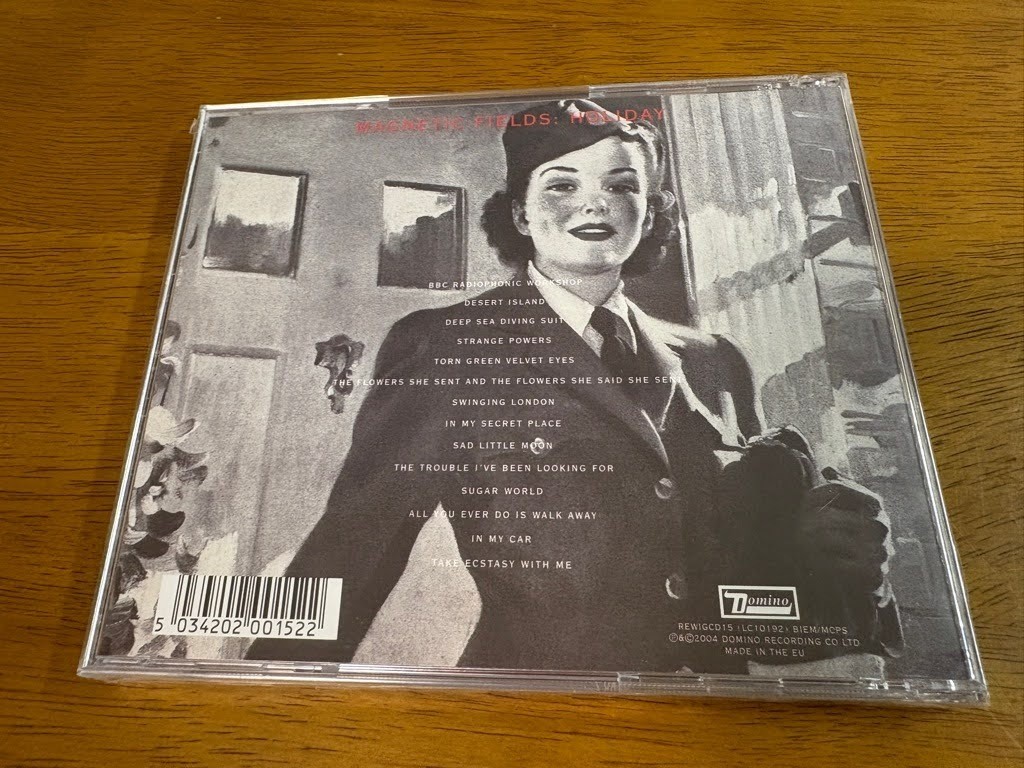 MAGNETIC FIELDS: HOLIDAY
BBC RADIOPHONIC WORKSHOP
DESERT ISLAND
DEEP SEA DIVING SUIT
STRANGE POWERS
TORN GREEN VELVET EYES
THE FLOWERS SHE SENT AND THE FLOWERS SHE SAID SHE SENT
SWINGING LONDON
IN MY SECRET PLACE
SAD LITTLE MOON
THE TROUBLE I'VE BEEN LOOKING FOR
SUGAR WORLD
ALL YOU EVER DO IS WALK AWAY
IN MY CAR
TAKE ECSTASY WITH ME
5 034202 001522
Domino
REWIGCD15 (LC10192) BIEM/MCPS
℗&©2004 DOMINO RECORDING CO LTD
MADE IN THE EU